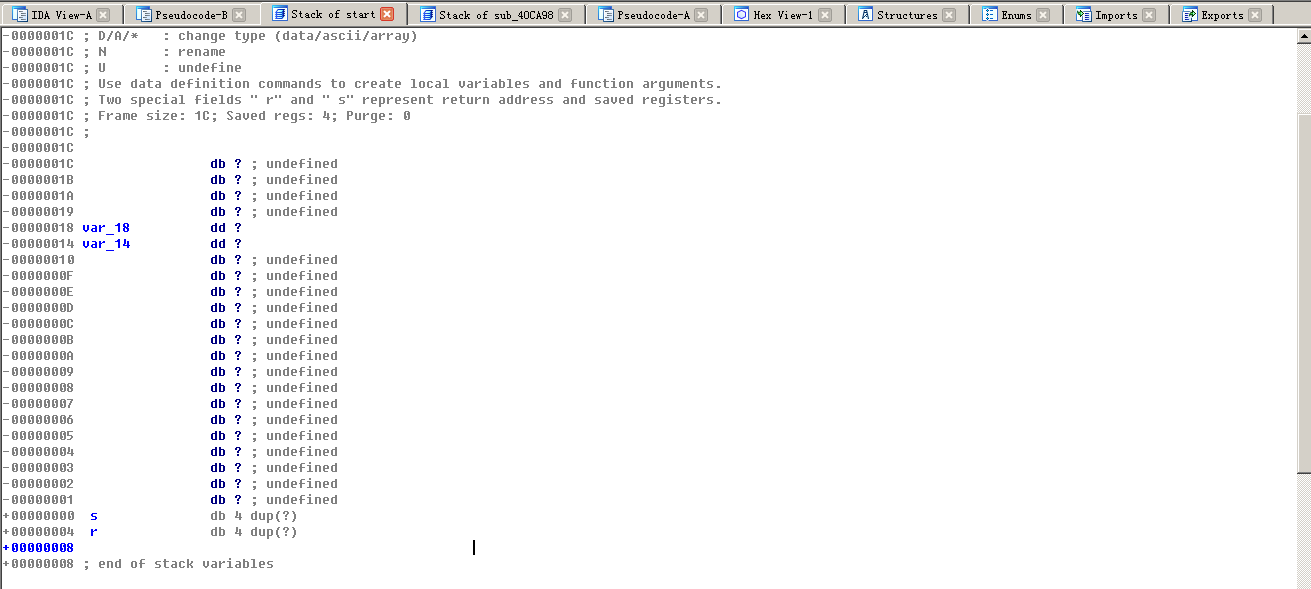 IDA View-A Pseudocode-B Stack of start Stack of sub_40CA98 Pseudocode-A Hex View-1 Structures Enums Imports Exports
-0000001C ; D/A/*   : change type (data/ascii/array)
-0000001C ; N       : rename
-0000001C ; U       : undefine
-0000001C ; Use data definition commands to create local variables and function arguments.
-0000001C ; Two special fields " r" and " s" represent return address and saved registers.
-0000001C ; Frame size: 1C; Saved regs: 4; Purge: 0
-0000001C ;
-0000001C
-0000001C                 db ? ; undefined
-0000001B                 db ? ; undefined
-0000001A                 db ? ; undefined
-00000019                 db ? ; undefined
-00000018 var_18          dd ?
-00000014 var_14          dd ?
-00000010                 db ? ; undefined
-0000000F                 db ? ; undefined
-0000000E                 db ? ; undefined
-0000000D                 db ? ; undefined
-0000000C                 db ? ; undefined
-0000000B                 db ? ; undefined
-0000000A                 db ? ; undefined
-00000009                 db ? ; undefined
-00000008                 db ? ; undefined
-00000007                 db ? ; undefined
-00000006                 db ? ; undefined
-00000005                 db ? ; undefined
-00000004                 db ? ; undefined
-00000003                 db ? ; undefined
-00000002                 db ? ; undefined
-00000001                 db ? ; undefined
+00000000  s              db 4 dup(?)
+00000004  r              db 4 dup(?)
+00000008
+00000008 ; end of stack variables